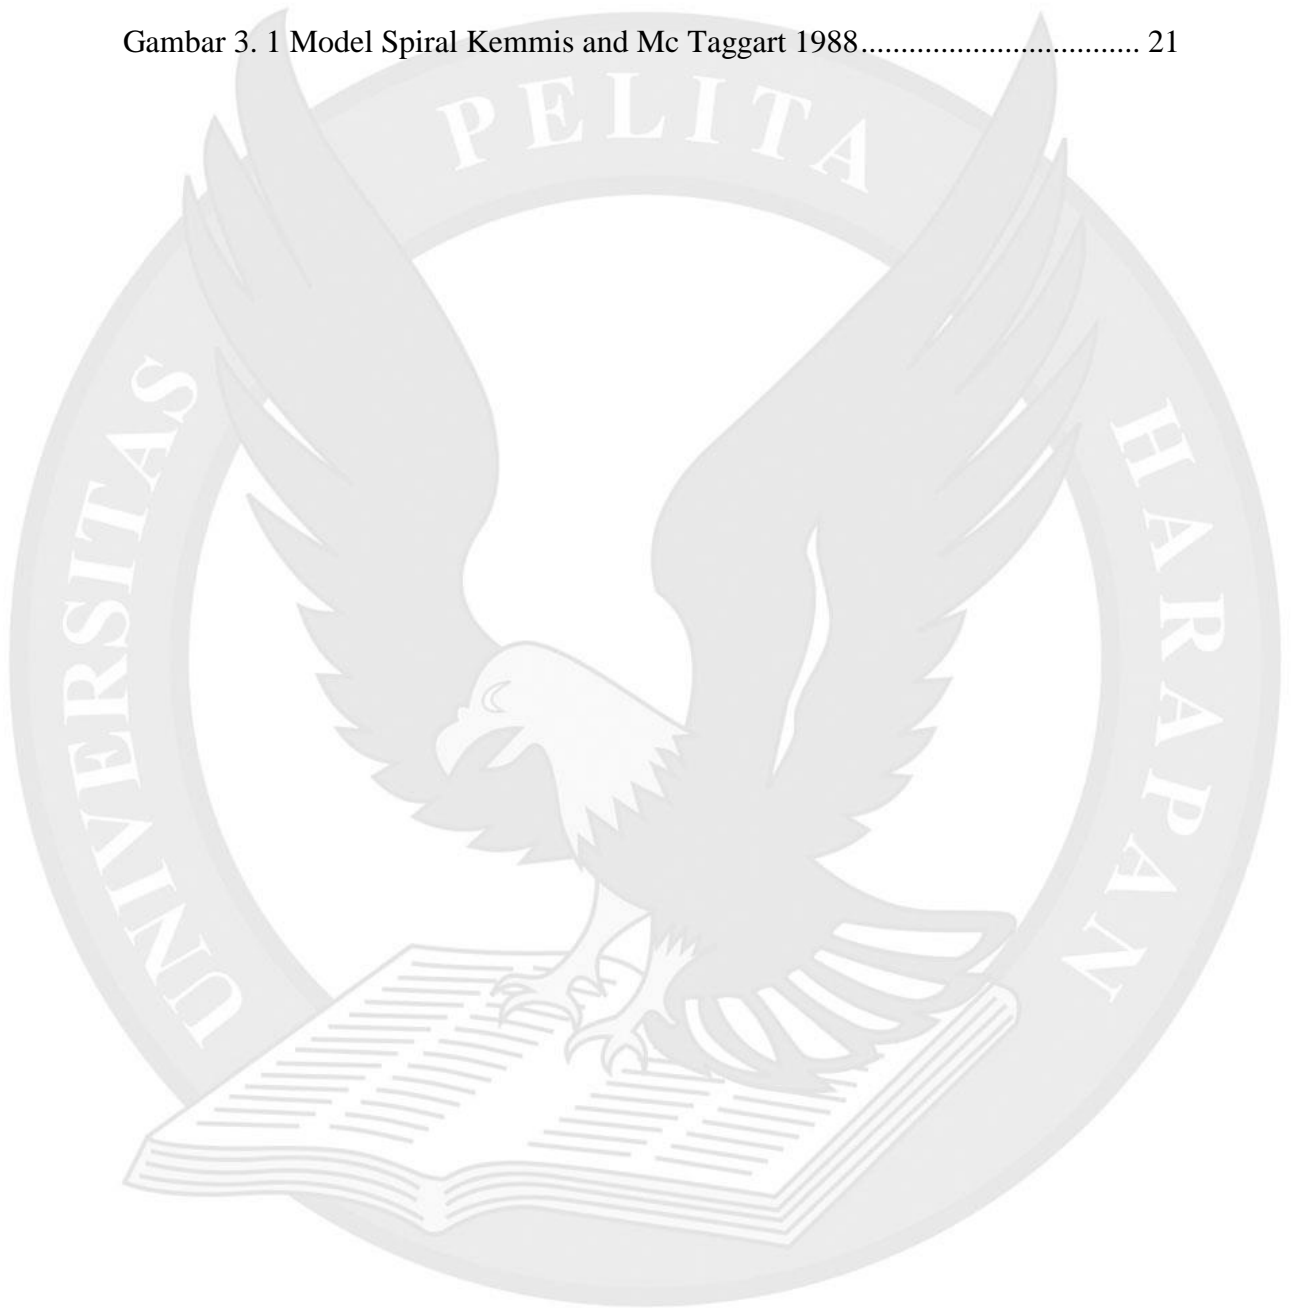 Gambar 3. 1 Model Spiral Kemmis and Mc Taggart 1988................................... 21
UNIVERSITAS PELITA HARAPAN